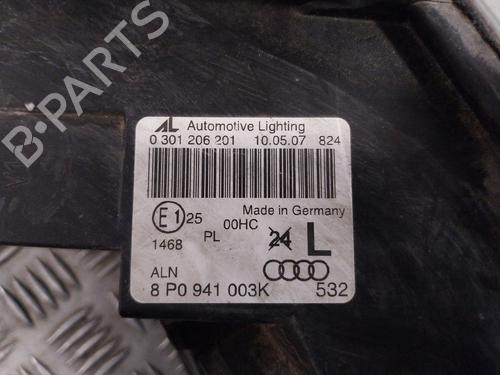 AL Automotive Lighting
0 301 206 201 10.05.07 824
E1 25
00HC
Made in Germany
1468
PL
24
L
ALN
8 P0 941 003K 532
B-PARTS